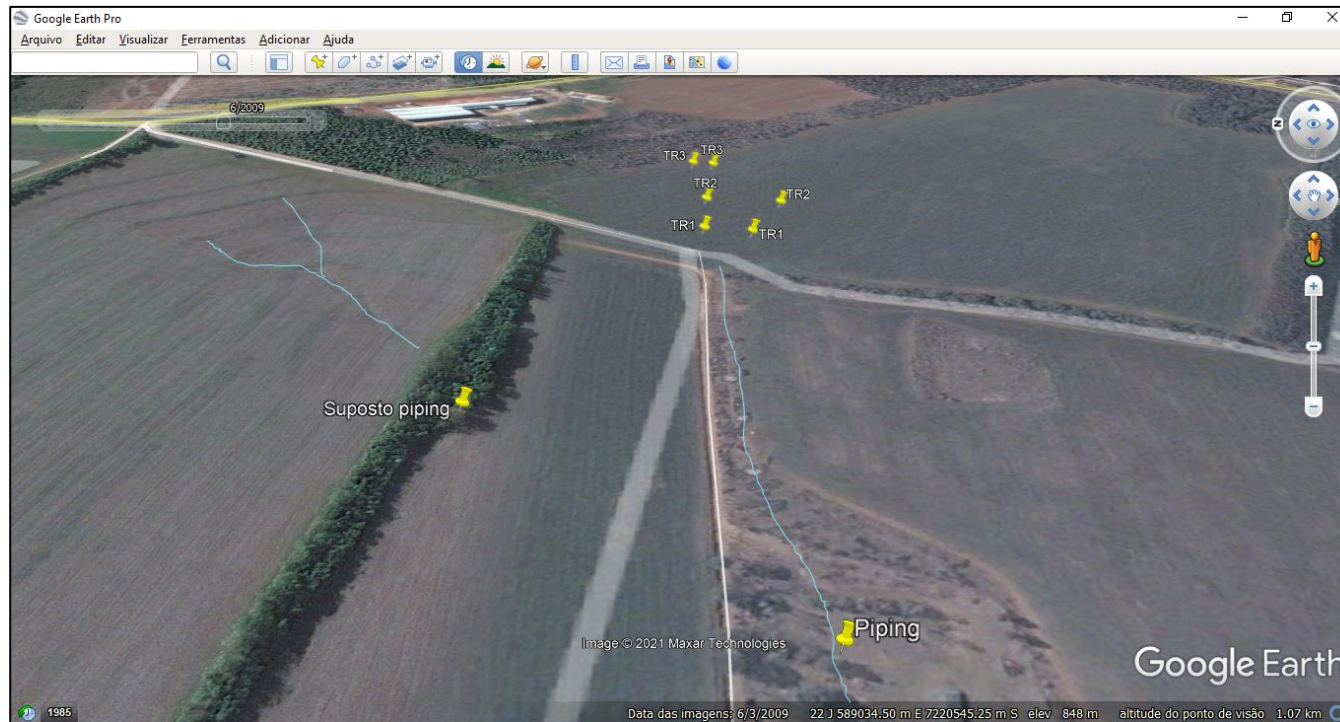 Google Earth Pro
Arquivo Editar Visualizar Ferramentas Adicionar Ajuda
6/2009
N
TR3 TR3
TR2 TR2
TR1 TR1
Suposto piping
Piping
Image © 2021 Maxar Technologies
Google Earth
1985 Data das imagens: 6/3/2009 22 J 589034.50 m E 7220545.25 m S elev 848 m altitude do ponto de visão 1.07 km